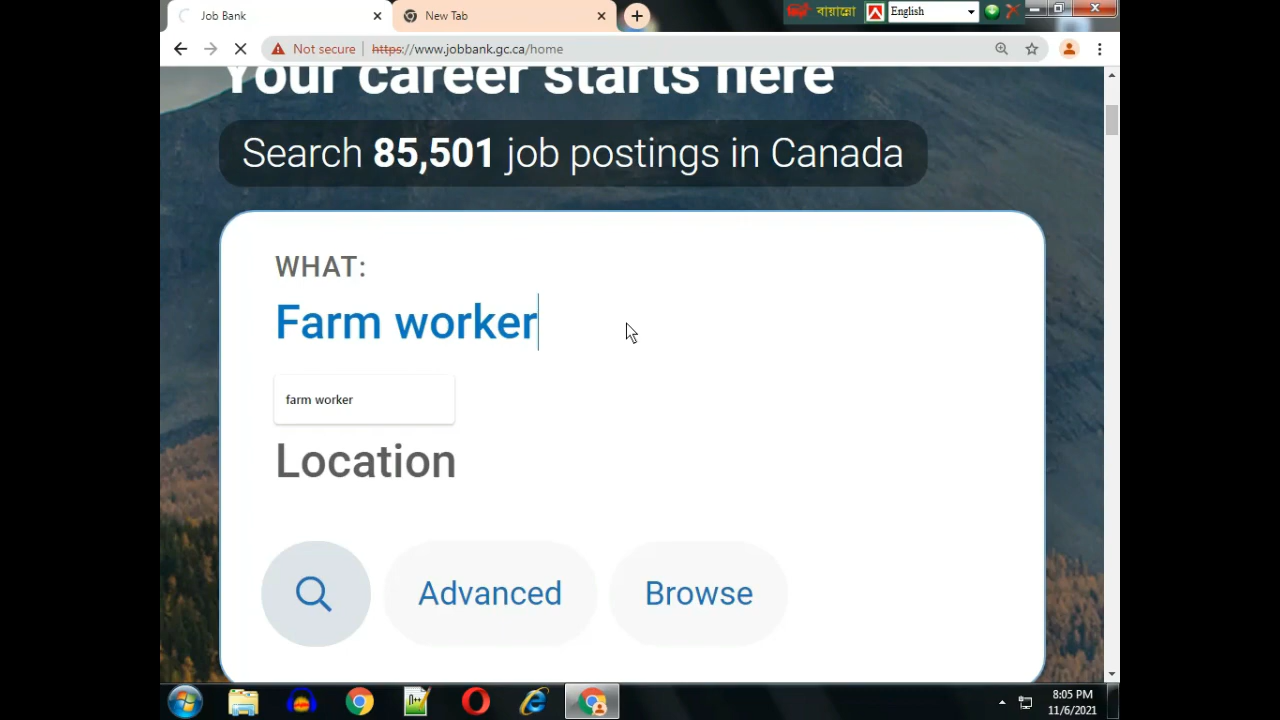 Job Bank
New Tab
বায়ান্নো
English
Not secure
https://www.jobbank.gc.ca/home
Your career starts here
Search 85,501 job postings in Canada
WHAT:
Farm worker
farm worker
Location
Advanced
Browse
8:05 PM
11/6/2021